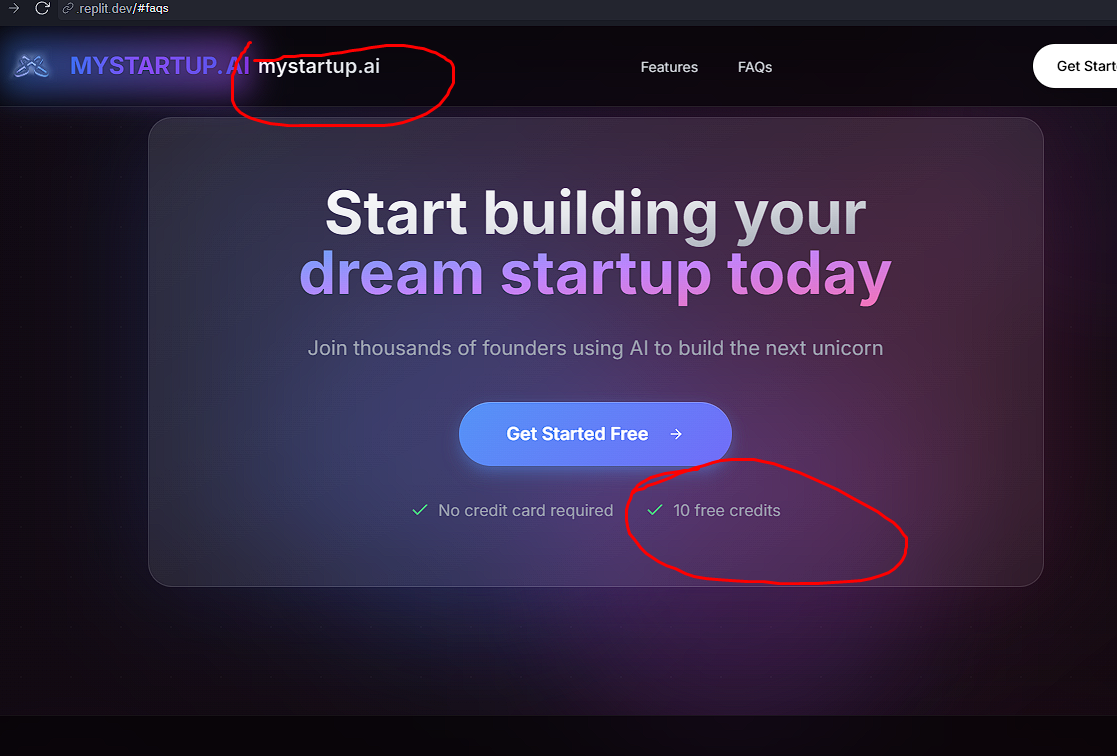 .replit.dev/#faqs
MYSTARTUP.AI mystartup.ai Features FAQs Get Start
Start building your
dream startup today
Join thousands of founders using AI to build the next unicorn
Get Started Free →
✓ No credit card required ✓ 10 free credits